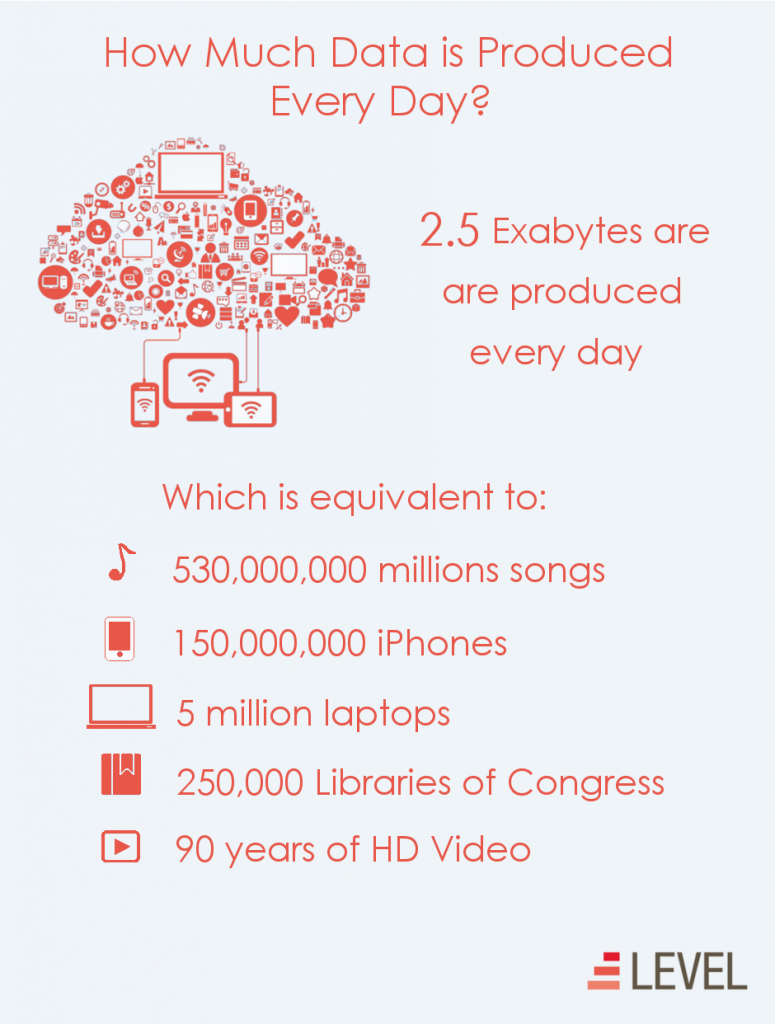 How Much Data is Produced
Every Day?
2.5 Exabytes are
are produced
every day
Which is equivalent to:
530,000,000 millions songs
150,000,000 iPhones
5 million laptops
250,000 Libraries of Congress
90 years of HD Video
LEVEL